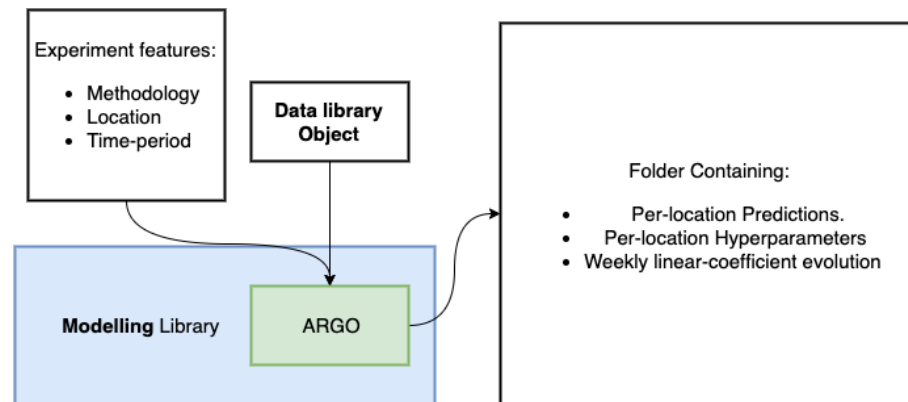 Experiment features:
• Methodology
• Location
• Time-period
Data library
Object
Modelling Library
ARGO
Folder Containing:
• Per-location Predictions.
• Per-location Hyperparameters
• Weekly linear-coefficient evolution